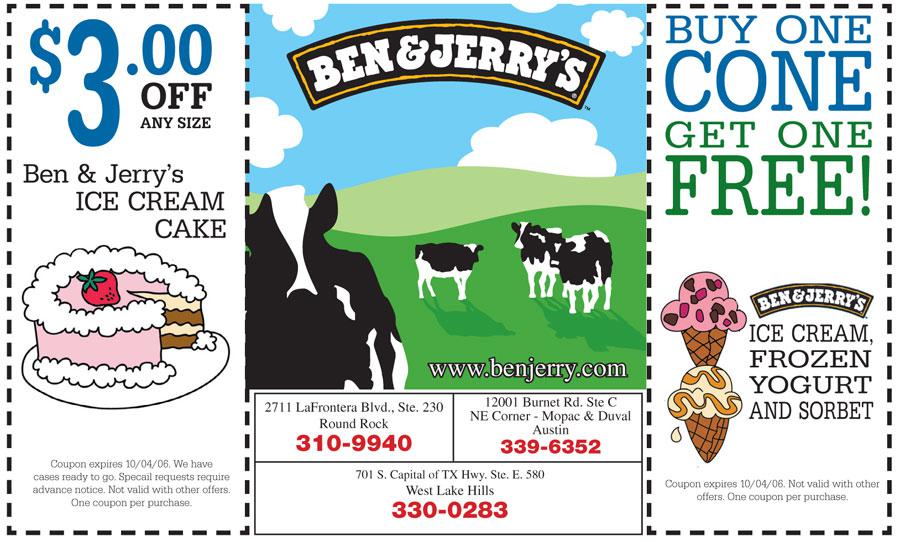 $3.00
OFF
ANY SIZE
Ben & Jerry's
ICE CREAM
CAKE
Coupon expires 10/04/06. We have
cases ready to go. Specail requests require
advance notice. Not valid with other offers.
One coupon per purchase.
BEN & JERRY'S
®
™
www.benjerry.com
2711 LaFrontera Blvd., Ste. 230
Round Rock
310-9940
12001 Burnet Rd. Ste C
NE Corner - Mopac & Duval
Austin
339-6352
701 S. Capital of TX Hwy. Ste. E. 580
West Lake Hills
330-0283
BUY ONE
CONE
GET ONE
FREE!
BEN & JERRY'S
ICE CREAM,
FROZEN
YOGURT
AND SORBET
Coupon expires 10/04/06. Not valid with other
offers. One coupon per purchase.